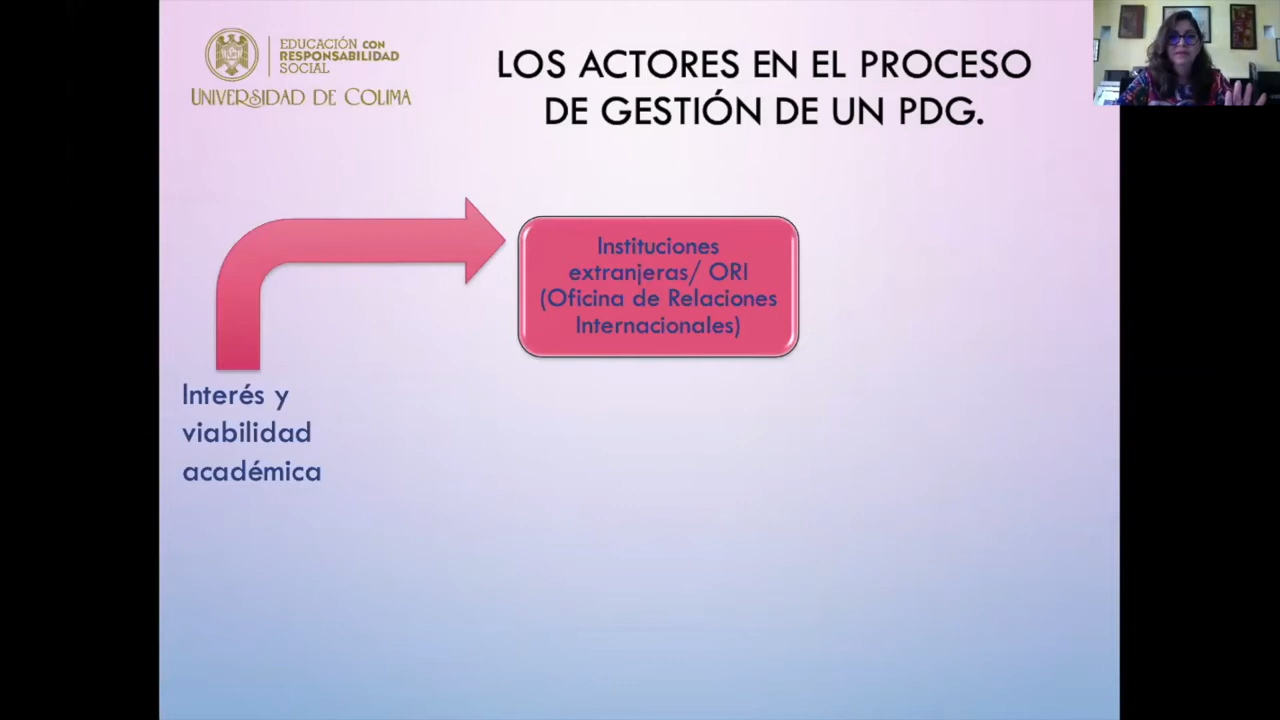 EDUCACIÓN CON
RESPONSABILIDAD
SOCIAL
UNIVERSIDAD DE COLIMA
LOS ACTORES EN EL PROCESO
DE GESTIÓN DE UN PDG.
Instituciones
extranjeras/ ORI
(Oficina de Relaciones
Internacionales)
Interés y
viabilidad
académica